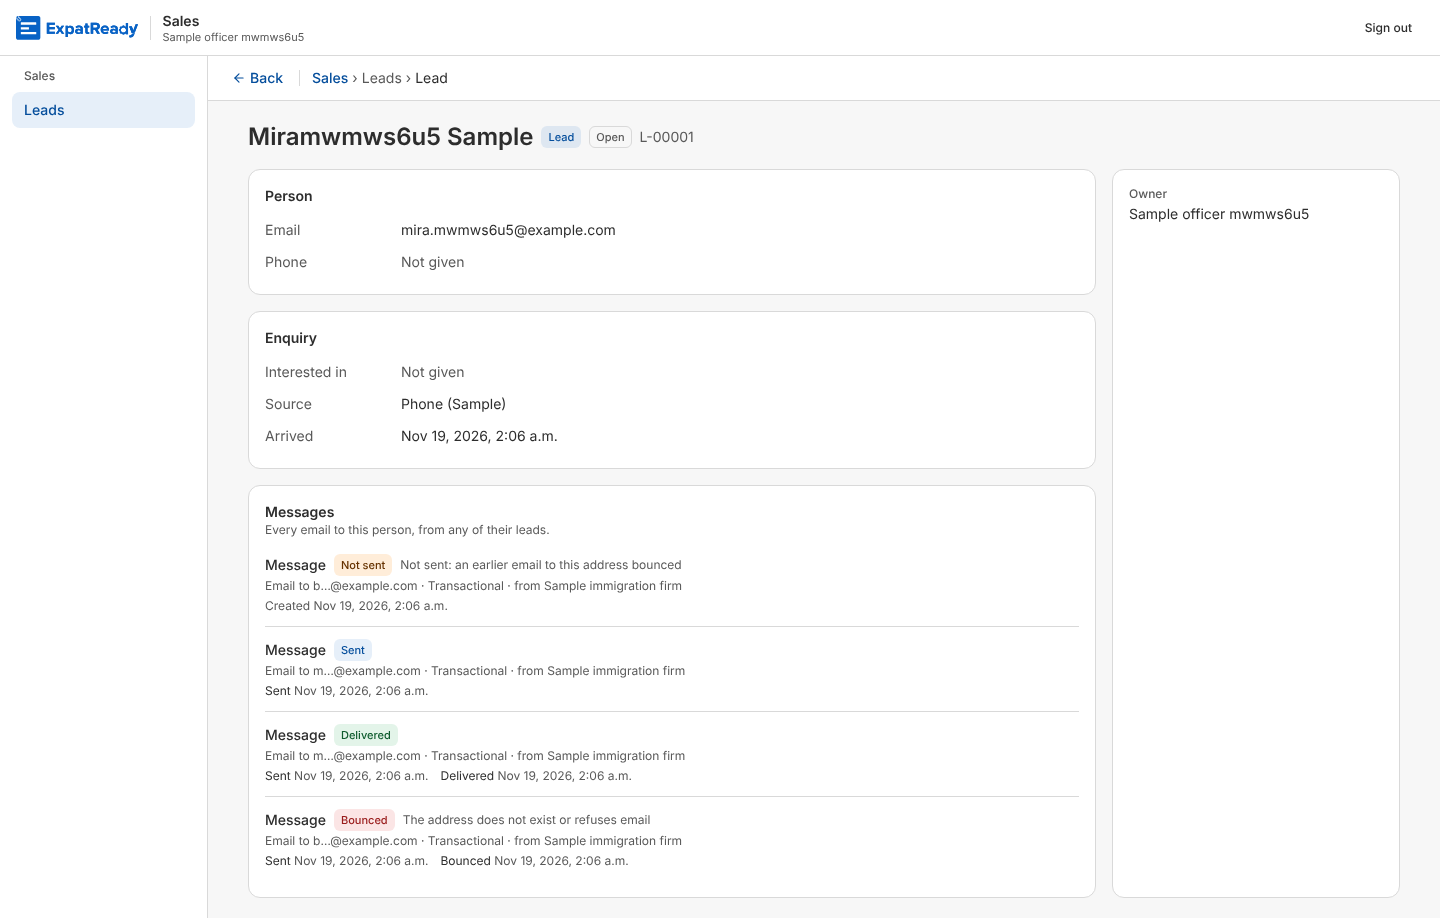 ExpatReady
Sales
Sample officer mwmws6u5
Sign out
Sales
Leads
← Back
Sales › Leads › Lead
Miramwmws6u5 Sample Lead Open L-00001
Person
Email mira.mwmws6u5@example.com
Phone Not given
Enquiry
Interested in Not given
Source Phone (Sample)
Arrived Nov 19, 2026, 2:06 a.m.
Messages
Every email to this person, from any of their leads.
Message Not sent Not sent: an earlier email to this address bounced
Email to b...@example.com · Transactional · from Sample immigration firm
Created Nov 19, 2026, 2:06 a.m.
Message Sent
Email to m...@example.com · Transactional · from Sample immigration firm
Sent Nov 19, 2026, 2:06 a.m.
Message Delivered
Email to m...@example.com · Transactional · from Sample immigration firm
Sent Nov 19, 2026, 2:06 a.m. Delivered Nov 19, 2026, 2:06 a.m.
Message Bounced The address does not exist or refuses email
Email to b...@example.com · Transactional · from Sample immigration firm
Sent Nov 19, 2026, 2:06 a.m. Bounced Nov 19, 2026, 2:06 a.m.
Owner
Sample officer mwmws6u5